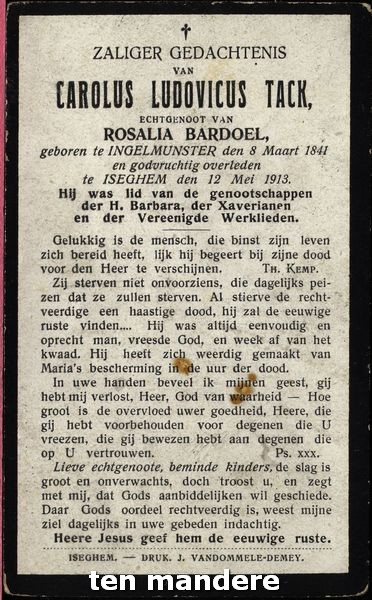 ZALIGER GEDACHTENIS
VAN
CAROLUS LUDOVICUS TACK,
ECHTGENOOT VAN
ROSALIA BARDOEL,
geboren te INGELMUNSTER den 8 Maart 1841
en godvruchtig overleden
te ISEGHEM den 12 Mei 1913.
Hij was lid van de genootschappen
der H. Barbara, der Xaverianen
en der Vereenigde Werklieden.
Gelukkig is de mensch, die binst zijn leven
zich bereid heeft, lijk hij begeert bij zijne dood
voor den Heer te verschijnen. TH. KEMP.
Zij sterven niet onvoorziens, die dagelijks pei-
zen dat ze zullen sterven. Al stierve de recht-
veerdige een haastige dood, hij zal de eeuwige
ruste vinden.... Hij was altijd eenvoudig en
oprecht man, vreesde God, en week af van het
kwaad. Hij heeft zich weerdig gemaakt van
Maria's bescherming in de uur der dood.
In uwe handen beveel ik mijnen geest, gij
hebt mij verlost, Heer, God van waarheid — Hoe
groot is de overvloed uwer goedheid, Heere, die
gij hebt voorbehouden voor degenen die U
vreezen, die gij bewezen hebt aan degenen die
op U vertrouwen. Ps. XXX.
Lieve echtgenoote, beminde kinders, de slag is
groot en onverwachts, doch troost u, en zegt
met mij, dat Gods aanbiddelijken wil geschiede.
Daar Gods oordeel rechtveerdig is, weest mijne
ziel dagelijks in uwe gebeden indachtig.
Heere Jesus geef hem de eeuwige ruste.
ISEGHEM. — DRUK. J. VANDOMMELE-DEMEY.
ten mandere